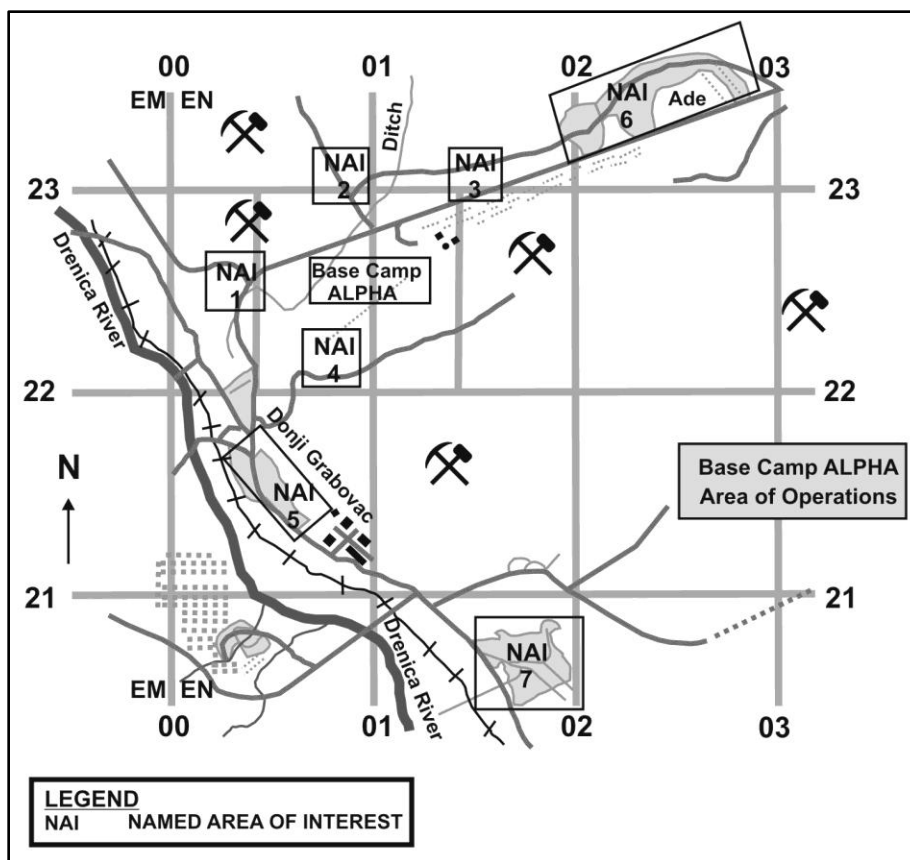 00
01
02
03
EM EN
NAI
6
Ade
Ditch
23
NAI
2
NAI
3
23
Drenica River
NAI
1
Base Camp
ALPHA
NAI
4
22
22
Donji Grabovac
N
NAI
5
Base Camp ALPHA
Area of Operations
21
21
Drenica River
NAI
7
EM EN
00
01
02
03
LEGEND
NAI NAMED AREA OF INTEREST